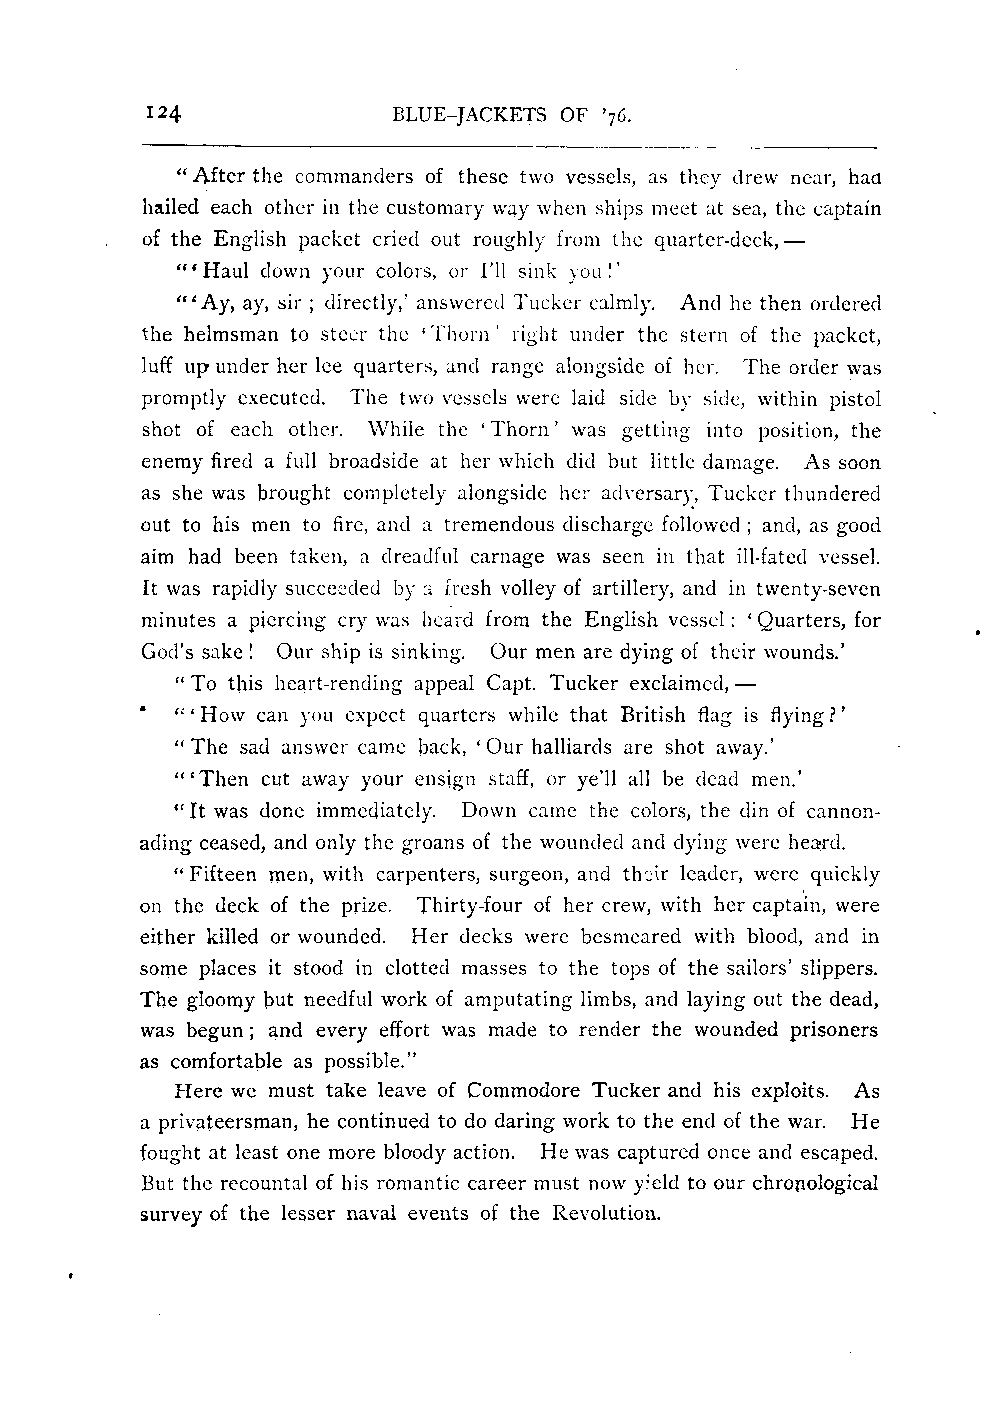 124 BLUE-JACKETS OF '76.
"After the commanders of these two vessels, as they drew near, had
hailed each other in the customary way when ships meet at sea, the captain
of the English packet cried out roughly from the quarter-deck, —
"'Haul down your colors, or I'll sink you!'
"'Ay, ay, sir; directly,' answered Tucker calmly. And he then ordered
the helmsman to steer the 'Thorn' right under the stern of the packet,
luff up under her lee quarters, and range alongside of her. The order was
promptly executed. The two vessels were laid side by side, within pistol
shot of each other. While the 'Thorn' was getting into position, the
enemy fired a full broadside at her which did but little damage. As soon
as she was brought completely alongside her adversary, Tucker thundered
out to his men to fire, and a tremendous discharge followed; and, as good
aim had been taken, a dreadful carnage was seen in that ill-fated vessel.
It was rapidly succeeded by a fresh volley of artillery, and in twenty-seven
minutes a piercing cry was heard from the English vessel: 'Quarters, for
God's sake! Our ship is sinking. Our men are dying of their wounds.'
"To this heart-rending appeal Capt. Tucker exclaimed, —
"'How can you expect quarters while that British flag is flying?'
"The sad answer came back, 'Our halliards are shot away.'
"'Then cut away your ensign staff, or ye'll all be dead men.'
"It was done immediately. Down came the colors, the din of cannon-
ading ceased, and only the groans of the wounded and dying were heard.
"Fifteen men, with carpenters, surgeon, and their leader, were quickly
on the deck of the prize. Thirty-four of her crew, with her captain, were
either killed or wounded. Her decks were besmeared with blood, and in
some places it stood in clotted masses to the tops of the sailors' slippers.
The gloomy but needful work of amputating limbs, and laying out the dead,
was begun; and every effort was made to render the wounded prisoners
as comfortable as possible."
Here we must take leave of Commodore Tucker and his exploits. As
a privateersman, he continued to do daring work to the end of the war. He
fought at least one more bloody action. He was captured once and escaped.
But the recountal of his romantic career must now yield to our chronological
survey of the lesser naval events of the Revolution.